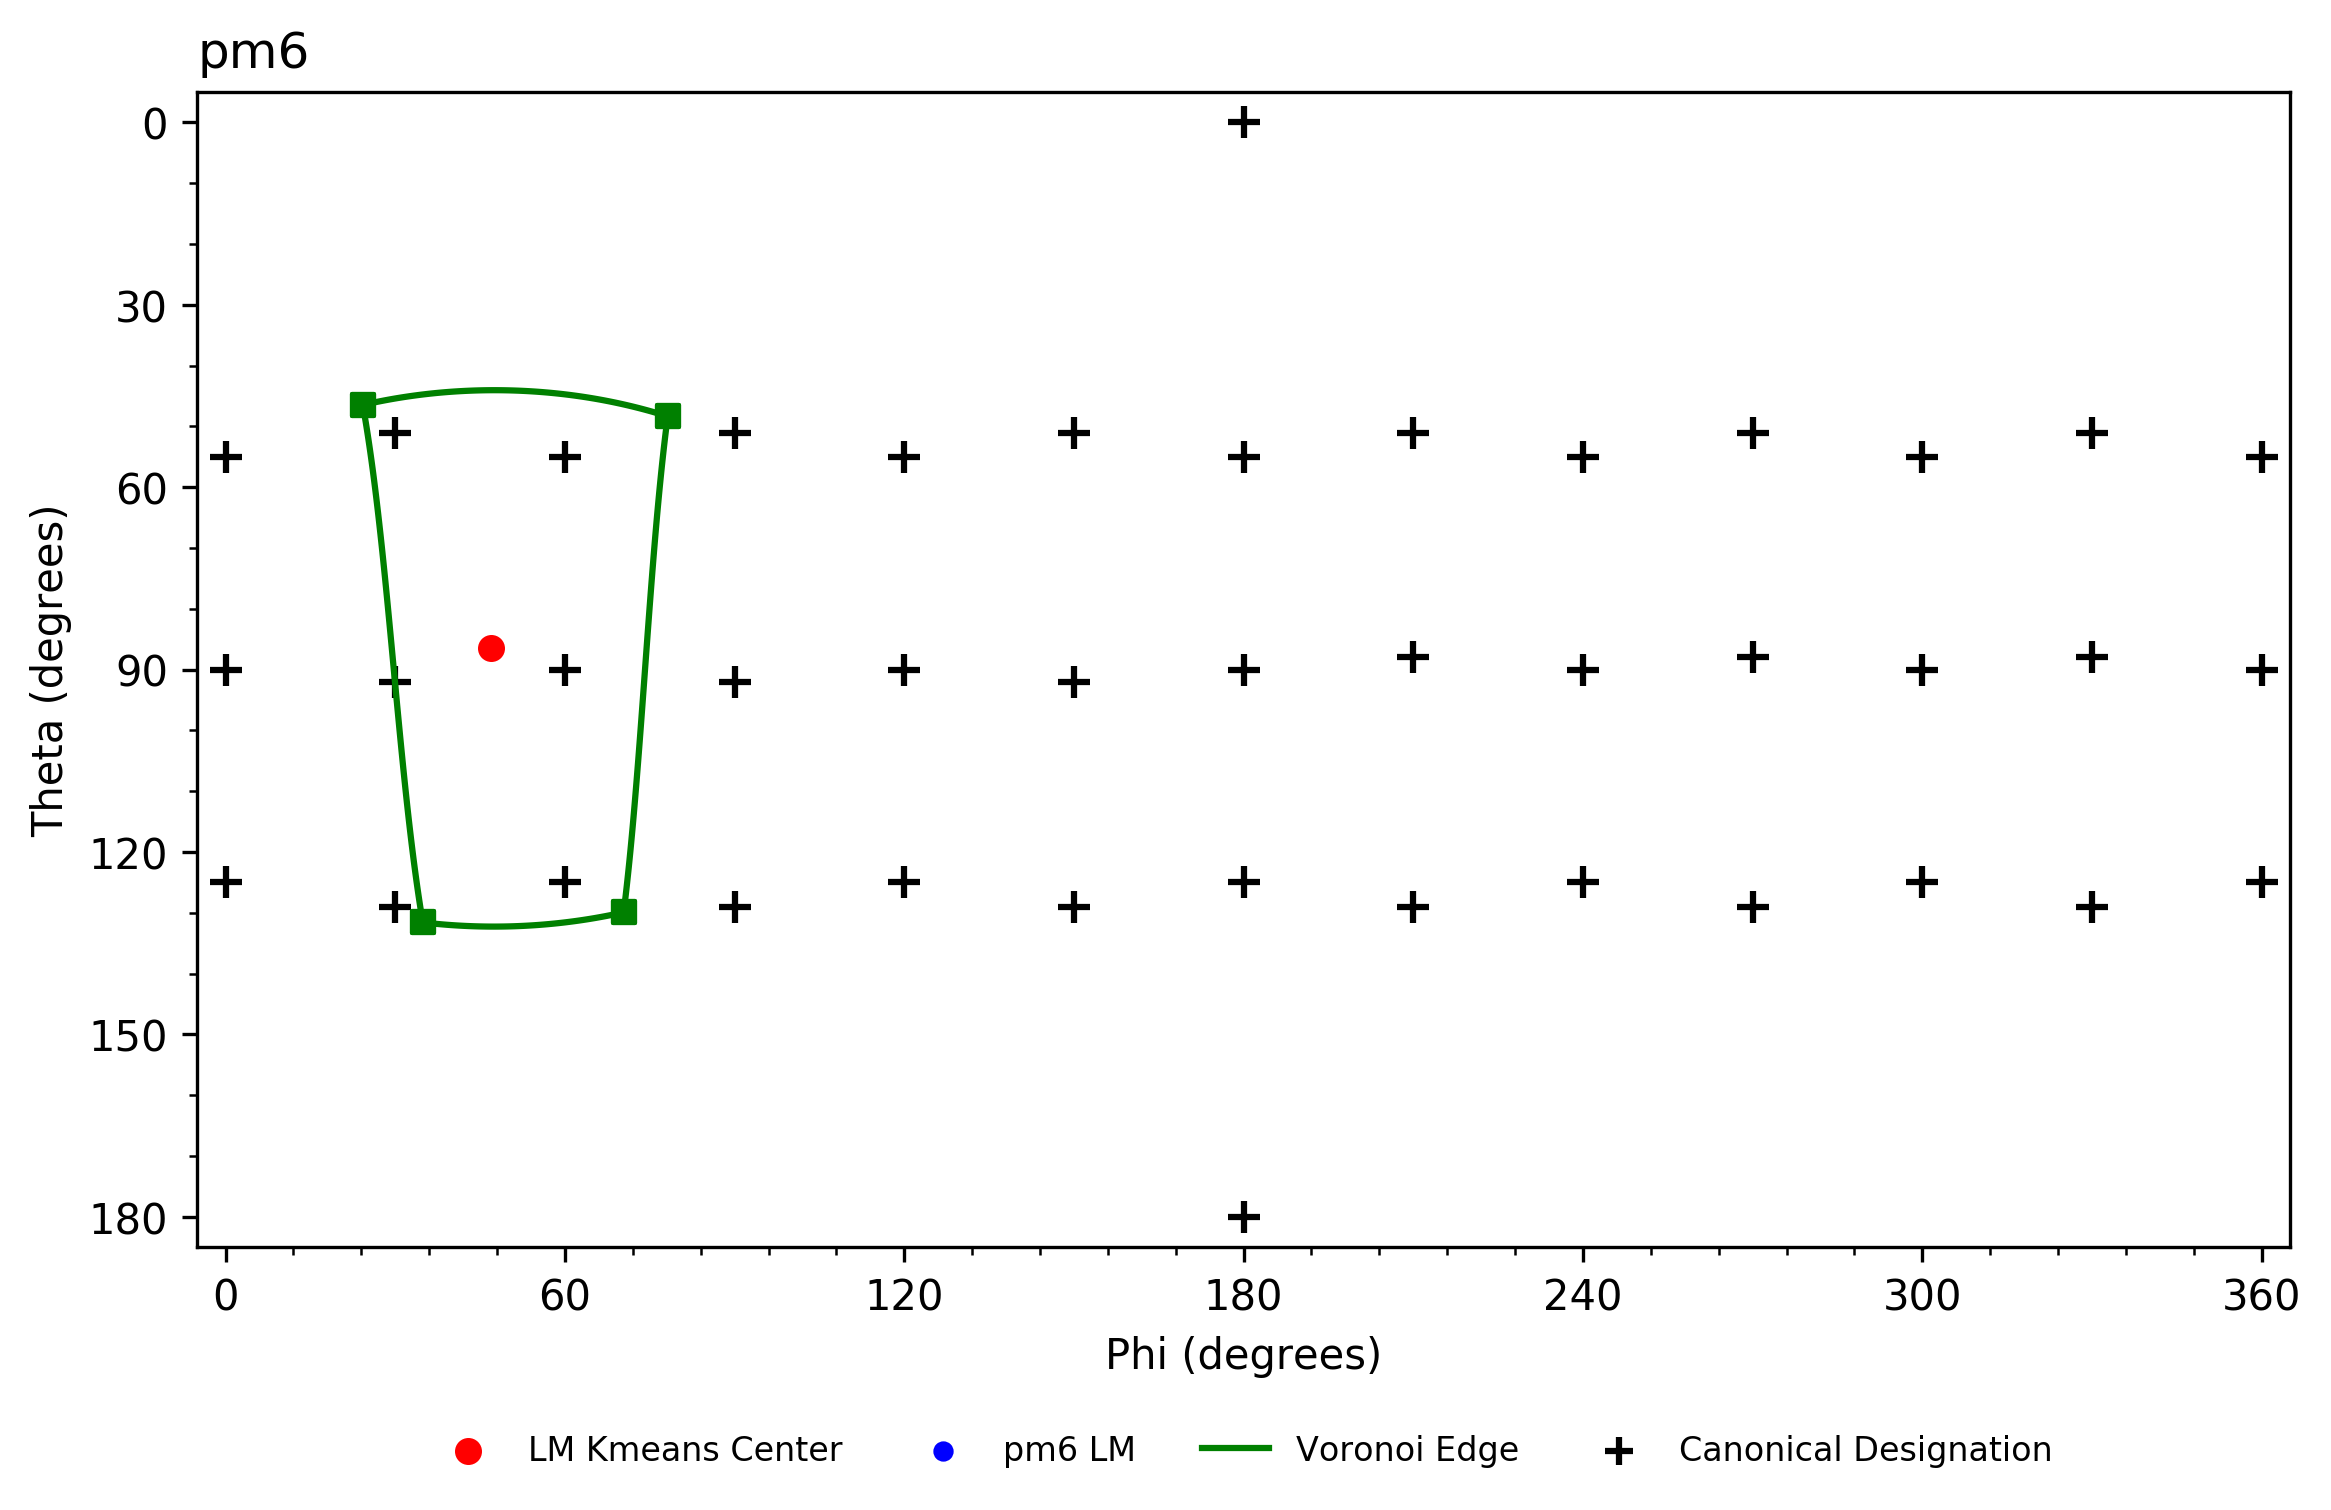 pm6
0
30
60
90
120
150
180
Theta (degrees)
0 60 120 180 240 300 360
Phi (degrees)
LM Kmeans Center pm6 LM Voronoi Edge Canonical Designation